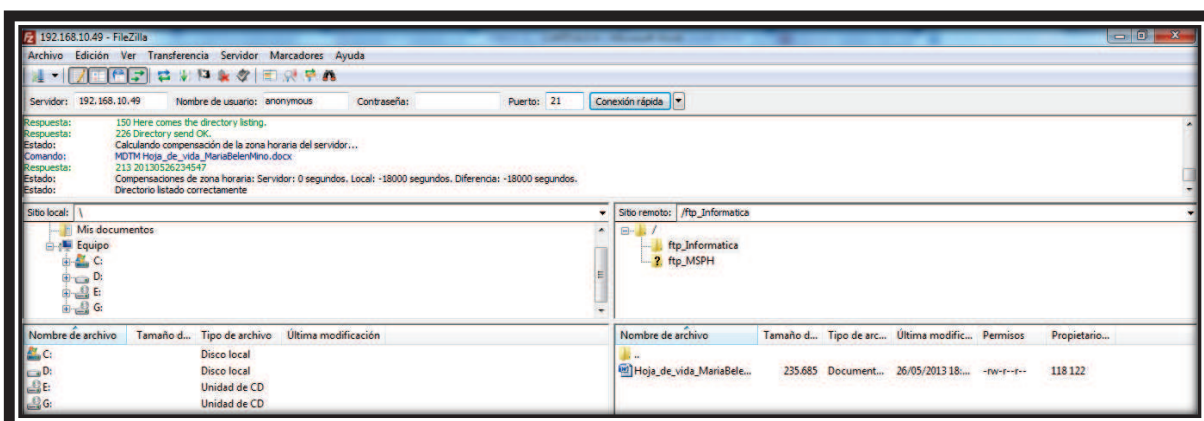 192.168.10.49 - FileZilla
Archivo Edición Ver Transferencia Servidor Marcadores Ayuda
Servidor: 192.168.10.49 Nombre de usuario: anonymous Contraseña: Puerto: 21 Conexión rápida
Respuesta: 150 Here comes the directory listing.
Respuesta: 226 Directory send OK.
Estado: Calculando compensación de la zona horaria del servidor...
Comando: MDTM Hoja_de_vida_MariaBelenMino.docx
Respuesta: 213 20130526234547
Estado: Compensaciones de zona horaria: Servidor: 0 segundos. Local: -18000 segundos. Diferencia: -18000 segundos.
Estado: Directorio listado correctamente
Sitio local: \
Mis documentos
Equipo
C:
D:
E:
G:
Sitio remoto: /ftp_Informatica
/
ftp_Informatica
ftp_MSPH
Nombre de archivo Tamaño d... Tipo de archivo Última modificación
C: Disco local
D: Disco local
E: Unidad de CD
G: Unidad de CD
Nombre de archivo Tamaño d... Tipo de arc... Última modific... Permisos Propietario...
..
Hoja_de_vida_MariaBele... 235.685 Document... 26/05/2013 18:... -rw-r--r-- 118 122